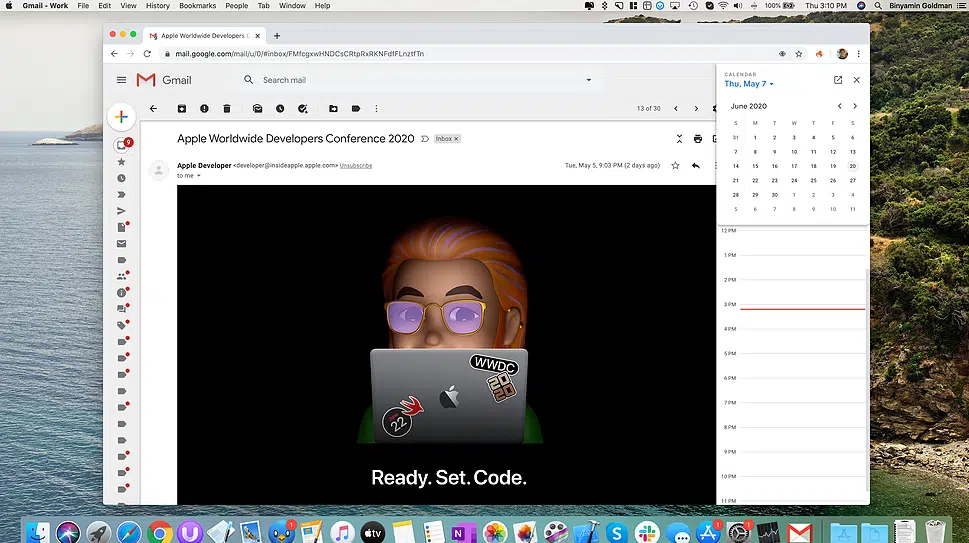 Gmail - Work File Edit View History Bookmarks People Tab Window Help 100% Thu 3:10 PM Binyamin Goldman
Apple Worldwide Developers C
mail.google.com/mail/u/0/#inbox/FMfcgxwHNDCsCRtpRxRKNFdfFLnztfTn
Gmail
Search mail
CALENDAR
Thu, May 7
13 of 30
June 2020
S M T W T F S
31 1 2 3 4 5 6
7 8 9 10 11 12 13
14 15 16 17 18 19 20
21 22 23 24 25 26 27
28 29 30 1 2 3 4
5 6 7 8 9 10 11
Apple Worldwide Developers Conference 2020 Inbox
9
Apple Developer <developer@insideapple.apple.com> Unsubscribe
Tue, May 5, 9:03 PM (2 days ago)
to me
12 PM
1 PM
2 PM
3 PM
4 PM
5 PM
6 PM
7 PM
8 PM
9 PM
10 PM
11 PM
WWDC
20
20
22
Ready. Set. Code.
1
tv
N
S
1
1